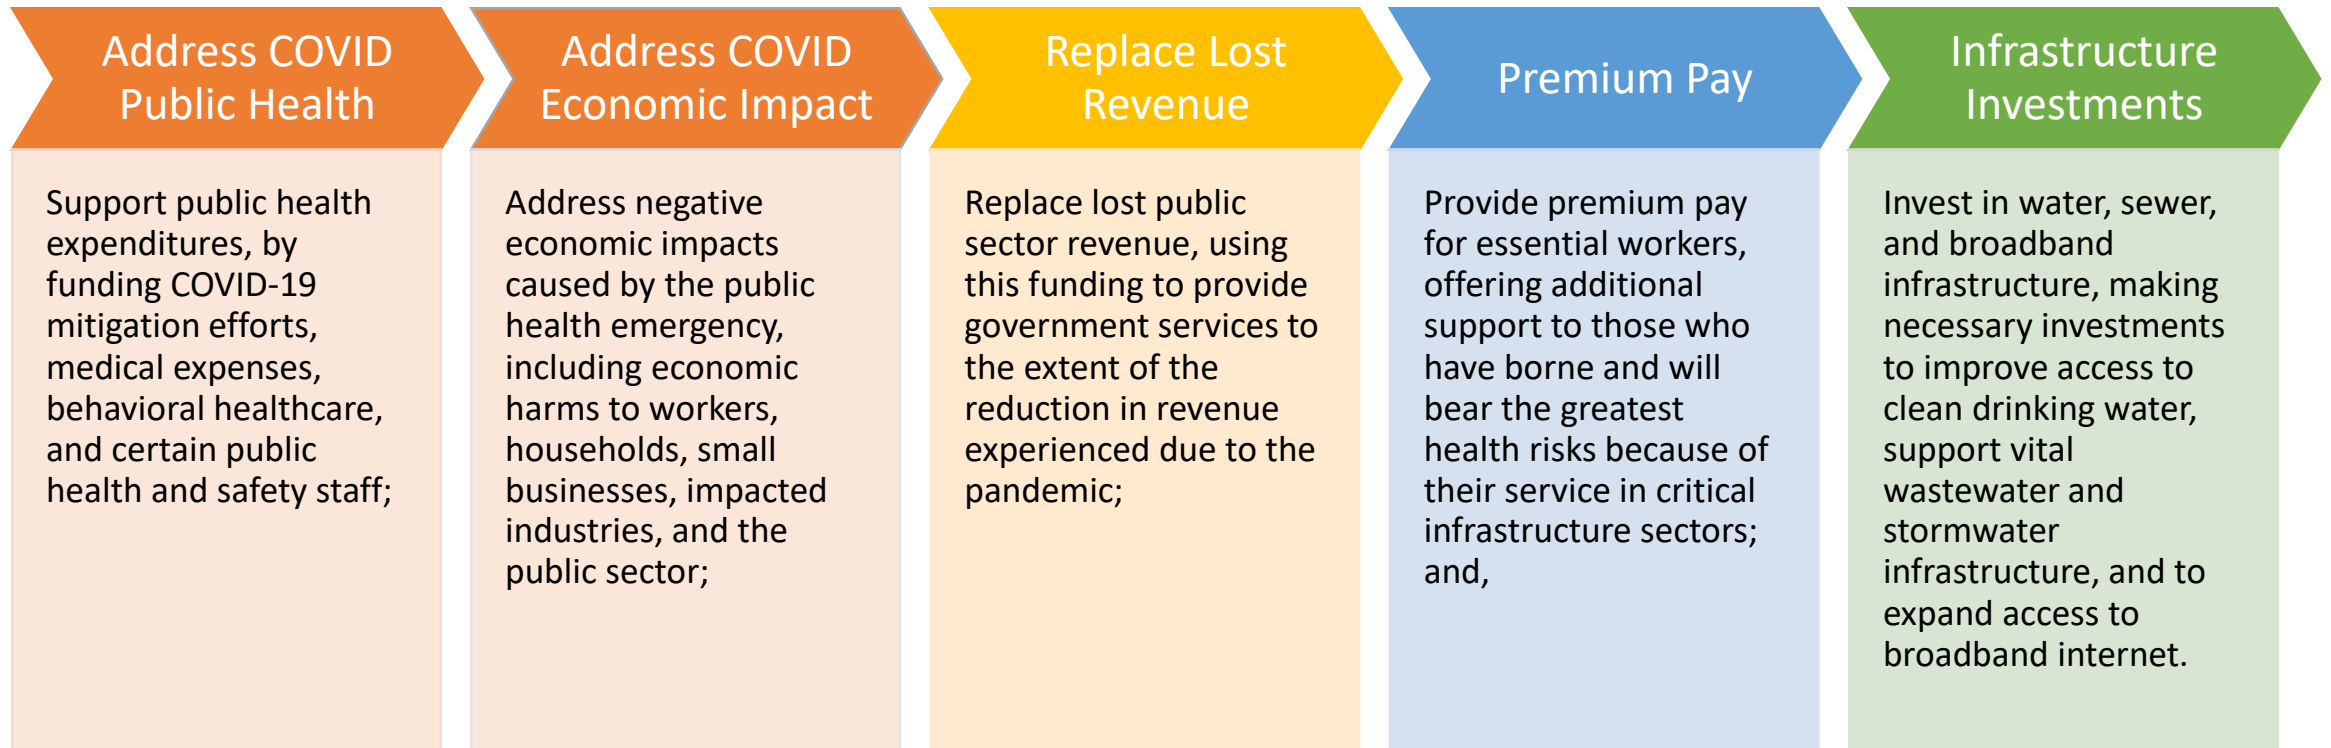 Address COVID
Public Health
Support public health
expenditures, by
funding COVID-19
mitigation efforts,
medical expenses,
behavioral healthcare,
and certain public
health and safety staff;
Address COVID
Economic Impact
Address negative
economic impacts
caused by the public
health emergency,
including economic
harms to workers,
households, small
businesses, impacted
industries, and the
public sector;
Replace Lost
Revenue
Replace lost public
sector revenue, using
this funding to provide
government services to
the extent of the
reduction in revenue
experienced due to the
pandemic;
Premium Pay
Provide premium pay
for essential workers,
offering additional
support to those who
have borne and will
bear the greatest
health risks because of
their service in critical
infrastructure sectors;
and,
Infrastructure
Investments
Invest in water, sewer,
and broadband
infrastructure, making
necessary investments
to improve access to
clean drinking water,
support vital
wastewater and
stormwater
infrastructure, and to
expand access to
broadband internet.